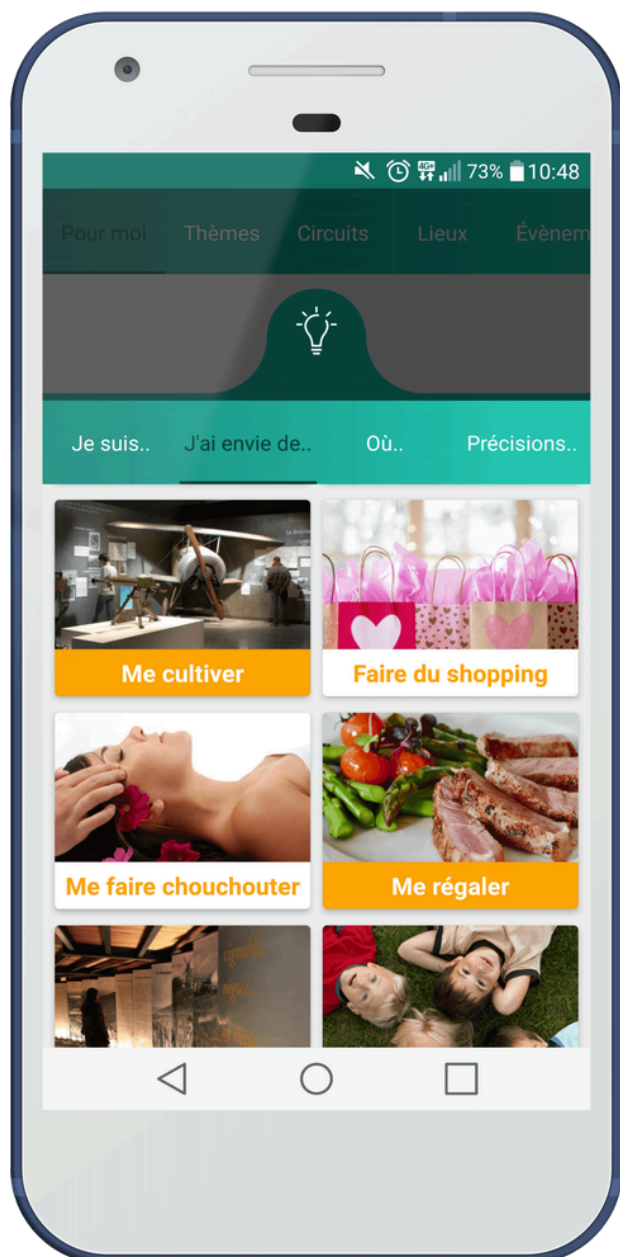 4G+ 73% 10:48
Pour moi Thèmes Circuits Lieux Évènem
Je suis.. J'ai envie de.. Où.. Précisions..
Me cultiver Faire du shopping
Me faire chouchouter Me régaler